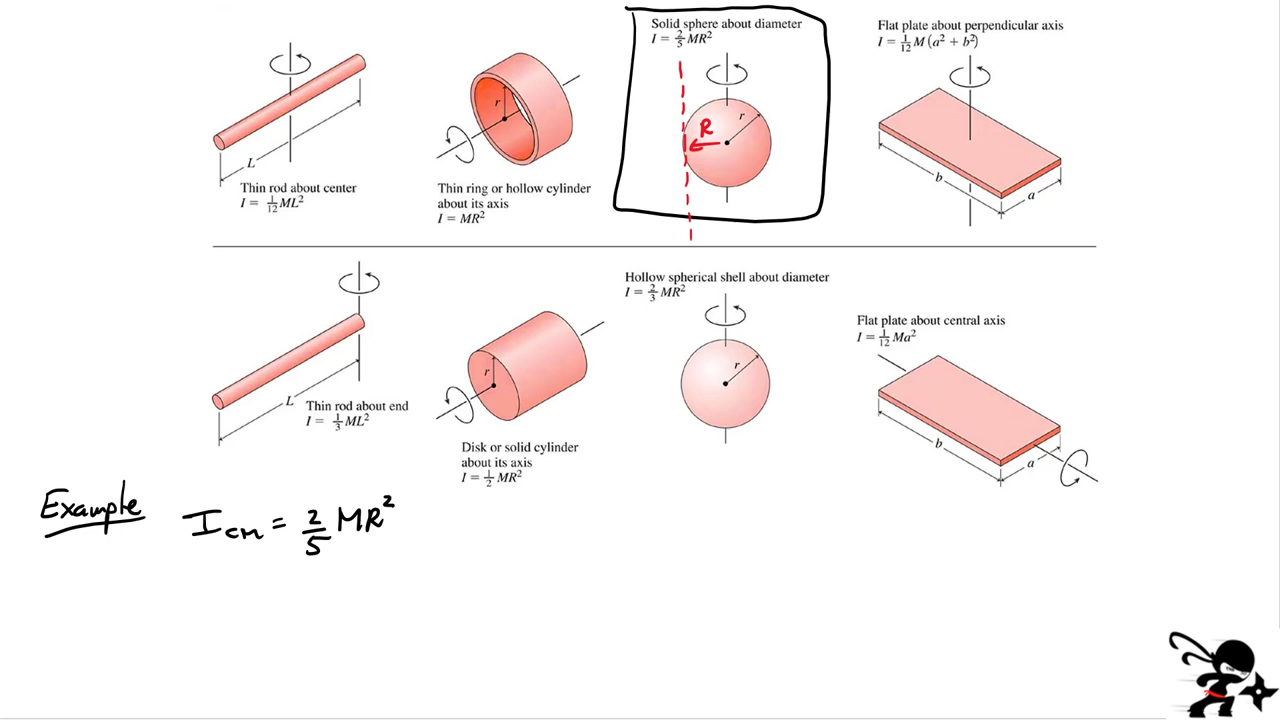 Solid sphere about diameter
I = 2/5 MR²
Flat plate about perpendicular axis
I = 1/12 M(a² + b²)
r
r
R
L
b
a
Thin rod about center
I = 1/12 ML²
Thin ring or hollow cylinder
about its axis
I = MR²
Hollow spherical shell about diameter
I = 2/3 MR²
Flat plate about central axis
I = 1/12 Ma²
r
r
L
b
a
Thin rod about end
I = 1/3 ML²
Disk or solid cylinder
about its axis
I = 1/2 MR²
Example
I cm = 2/5 MR²